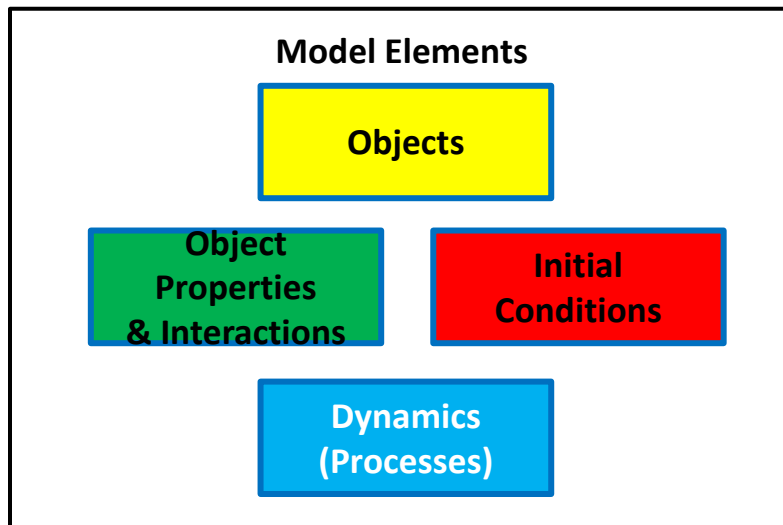 Model Elements
Objects
Object
Properties
& Interactions
Initial
Conditions
Dynamics
(Processes)